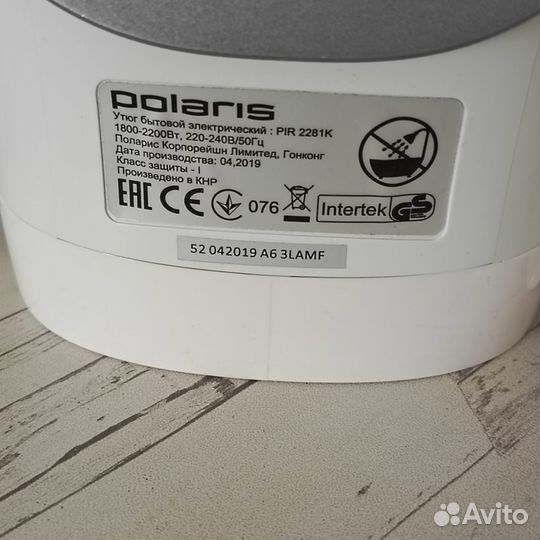 polaris
Утюг бытовой электрический : PIR 2281K
1800-2200Вт, 220-240В/50Гц
Поларис Корпорейшн Лимитед, Гонконг
Дата производства: 04,2019
Класс защиты - I
Произведено в КНР
EAC CE 076 Intertek GS
52 042019 A6 3LAMF
Avito